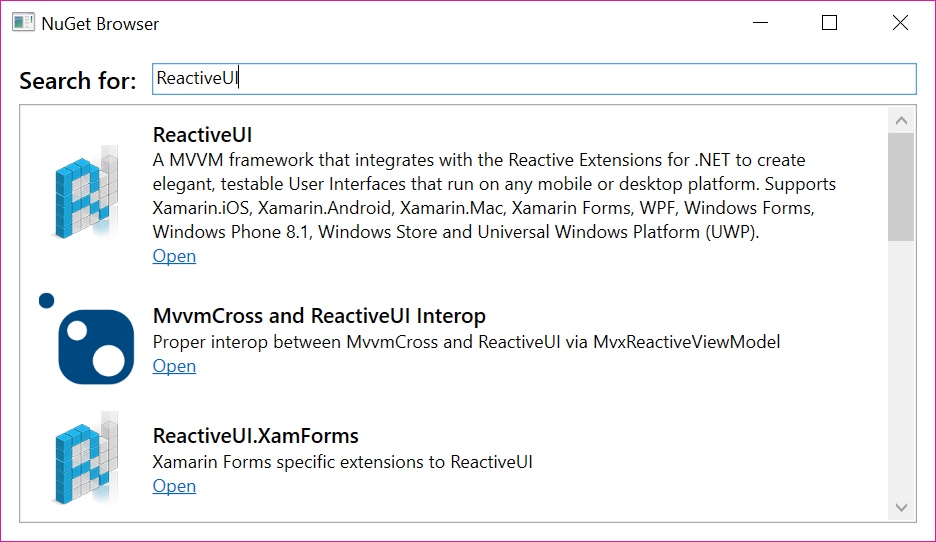 NuGet Browser
Search for: ReactiveUI
ReactiveUI
A MVVM framework that integrates with the Reactive Extensions for .NET to create
elegant, testable User Interfaces that run on any mobile or desktop platform. Supports
Xamarin.iOS, Xamarin.Android, Xamarin.Mac, Xamarin Forms, WPF, Windows Forms,
Windows Phone 8.1, Windows Store and Universal Windows Platform (UWP).
Open
MvvmCross and ReactiveUI Interop
Proper interop between MvvmCross and ReactiveUI via MvxReactiveViewModel
Open
ReactiveUI.XamForms
Xamarin Forms specific extensions to ReactiveUI
Open